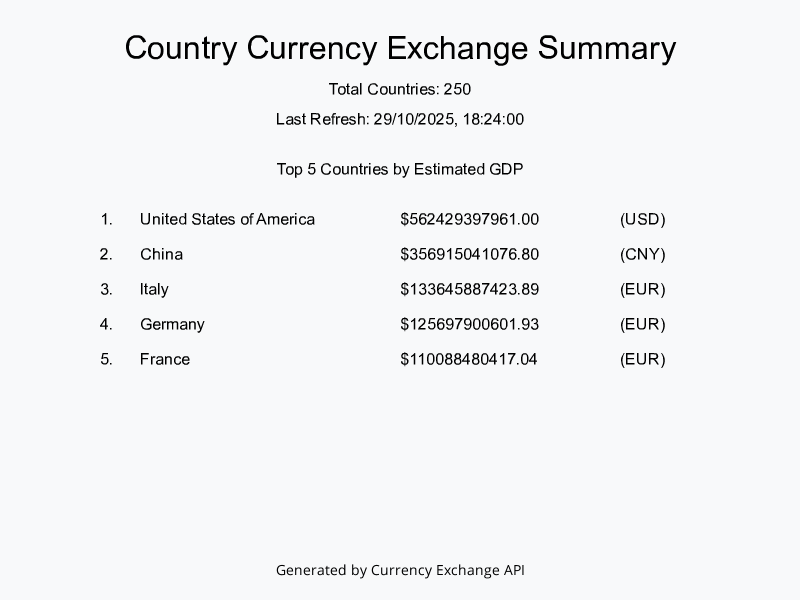 Country Currency Exchange Summary
Total Countries: 250
Last Refresh: 29/10/2025, 18:24:00
Top 5 Countries by Estimated GDP
1. United States of America $562429397961.00 (USD)
2. China $356915041076.80 (CNY)
3. Italy $133645887423.89 (EUR)
4. Germany $125697900601.93 (EUR)
5. France $110088480417.04 (EUR)
Generated by Currency Exchange API